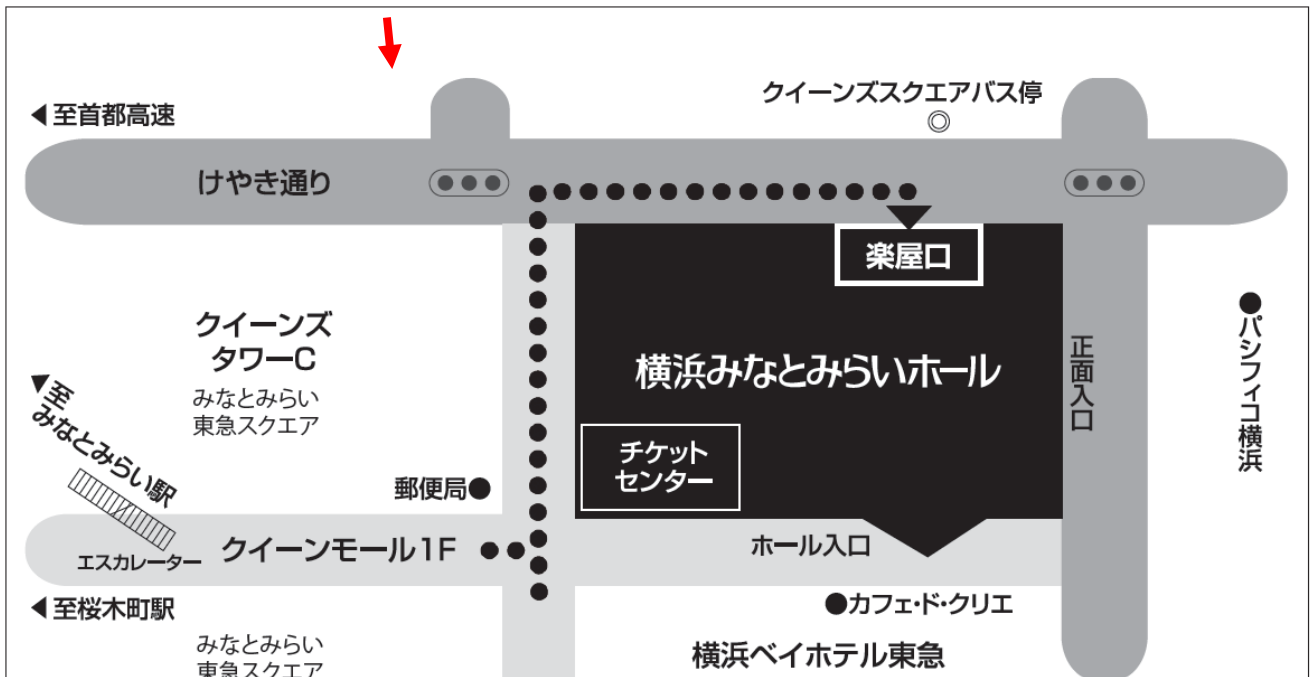 クイーンズスクエアバス停
◀至首都高速
けやき通り
楽屋口
クイーンズ
タワーC
みなとみらい
東急スクエア
横浜みなとみらいホール
正面入口
●パシフィコ横浜
◀至
みなとみらい駅
チケット
センター
郵便局●
エスカレーター
クイーンモール1F
ホール入口
◀至桜木町駅
●カフェ・ド・クリエ
みなとみらい
東急スクエア
横浜ベイホテル東急